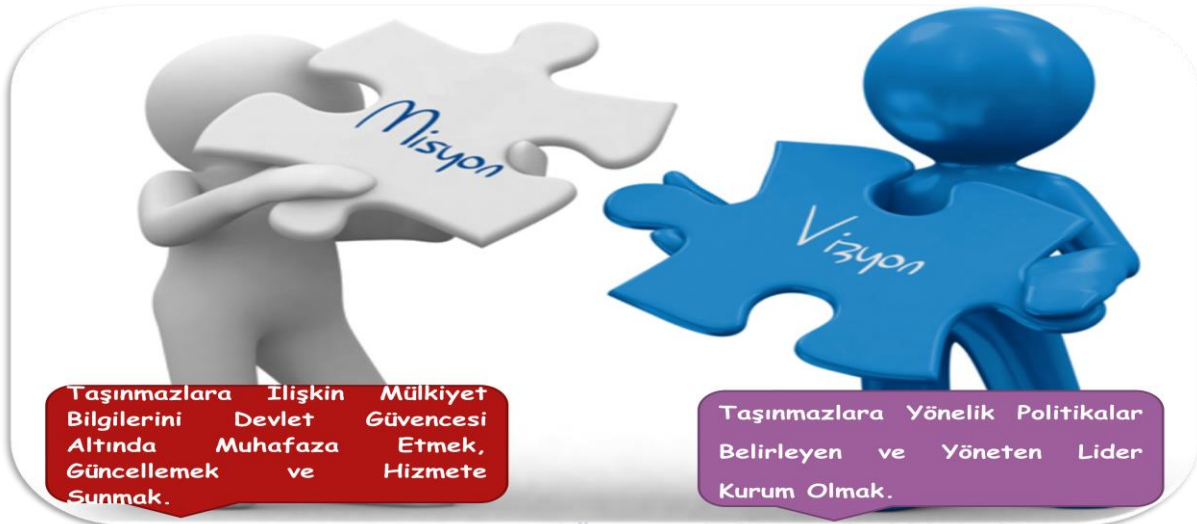 Misyon
Vizyon
Taşınmazlara İlişkin Mülkiyet
Bilgilerini Devlet Güvencesi
Altında Muhafaza Etmek,
Güncellemek ve Hizmete
Sunmak.
Taşınmazlara Yönelik Politikalar
Belirleyen ve Yöneten Lider
Kurum Olmak.